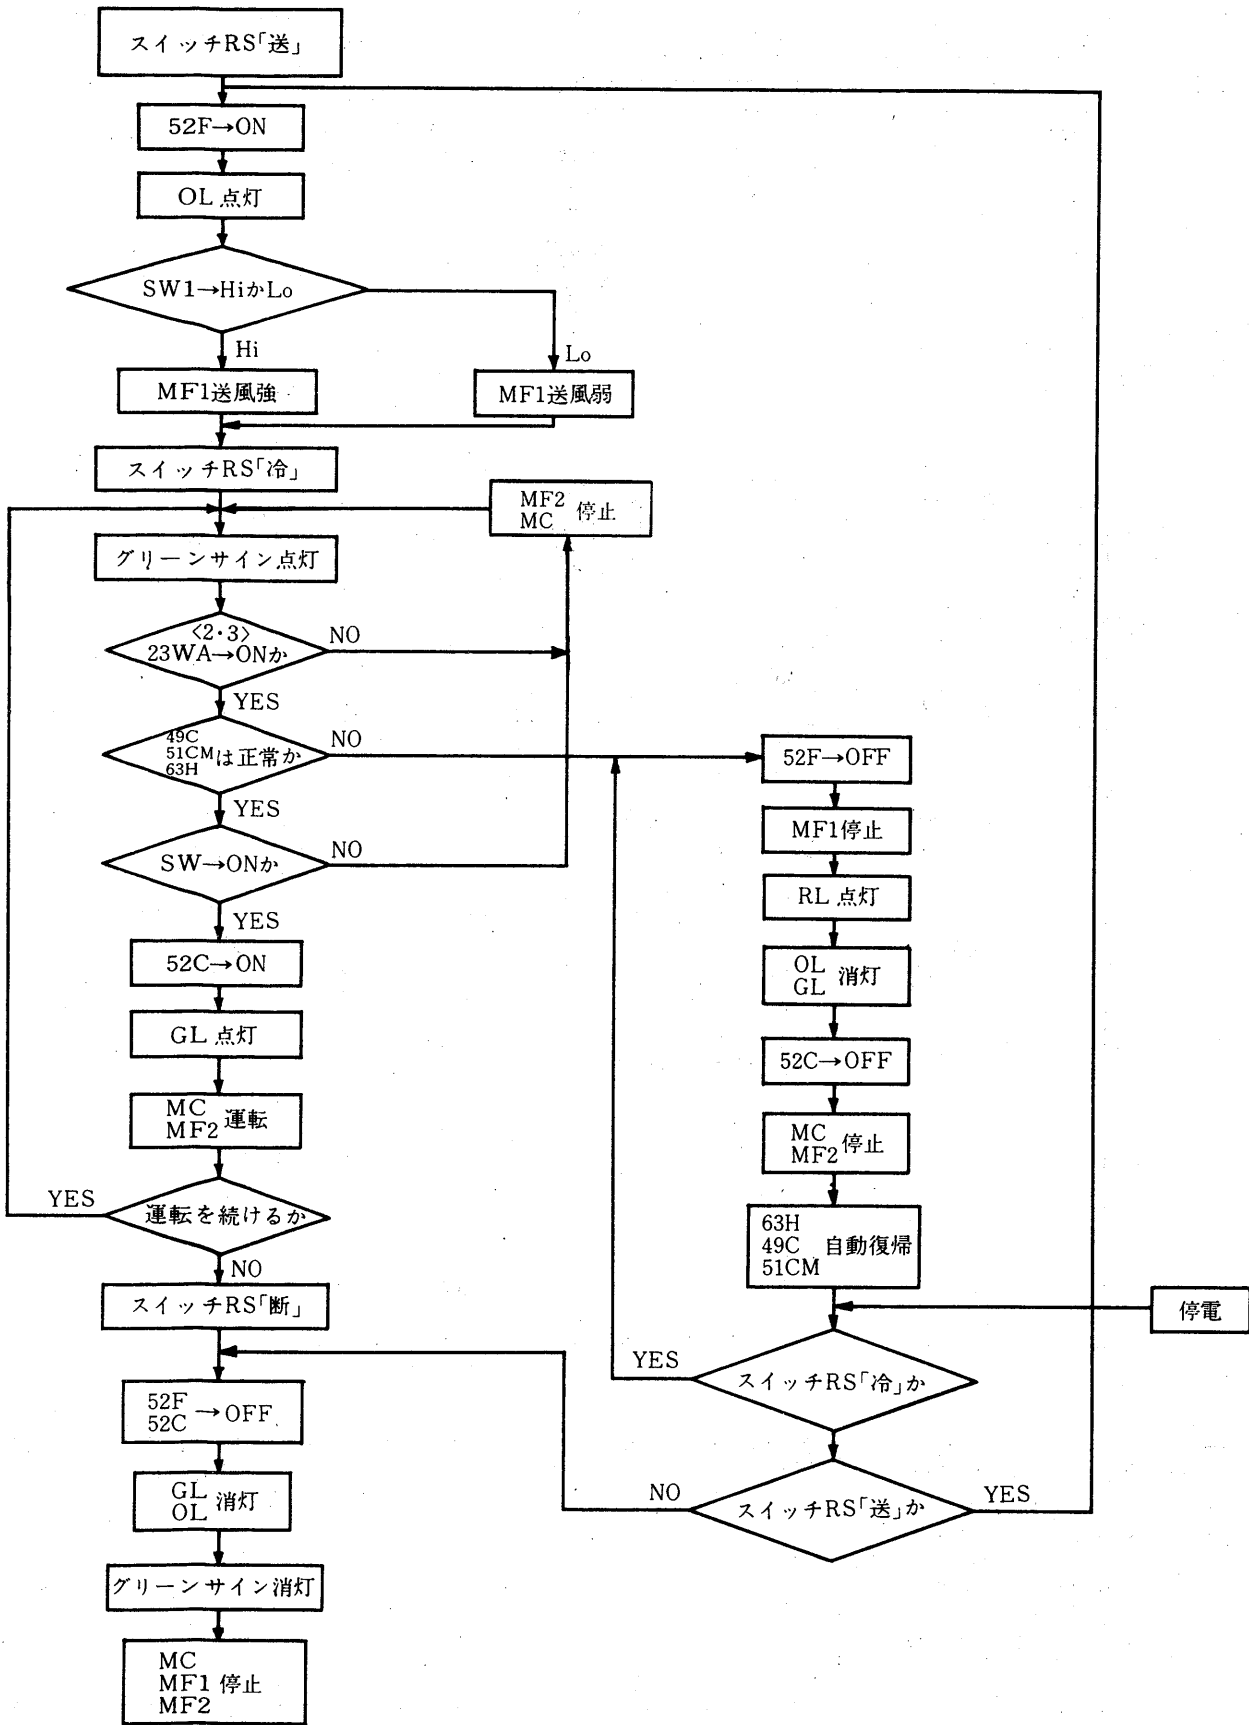 スイッチRS「送」
52F→ON
OL 点灯
SW1→HiかLo
Hi
Lo
MF1送風強
MF1送風弱
スイッチRS「冷」
MF2
MC 停止
グリーンサイン点灯
<2・3>
23WA→ONか
NO
YES
49C
51CMは正常か
63H
NO
YES
SW→ONか
NO
YES
52C→ON
GL 点灯
MC
MF2 運転
運転を続けるか
YES
NO
スイッチRS「断」
52F
52C →OFF
GL
OL 消灯
グリーンサイン消灯
MC
MF1 停止
MF2
52F→OFF
MF1停止
RL 点灯
OL
GL 消灯
52C→OFF
MC
MF2 停止
63H
49C 自動復帰
51CM
停電
スイッチRS「冷」か
YES
スイッチRS「送」か
NO
YES